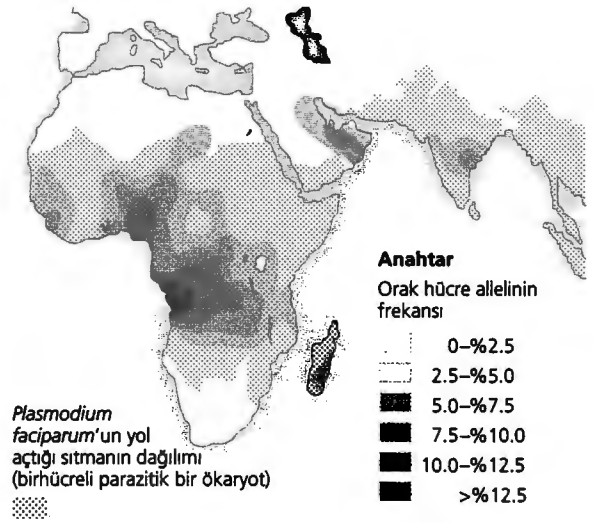 Anahtar
Orak hücre allelinin
frekansı
0–%2.5
2.5–%5.0
5.0–%7.5
7.5–%10.0
10.0–%12.5
>%12.5
Plasmodium
faciparum'un yol
açtığı sıtmanın dağılımı
(birhücreli parazitik bir ökaryot)